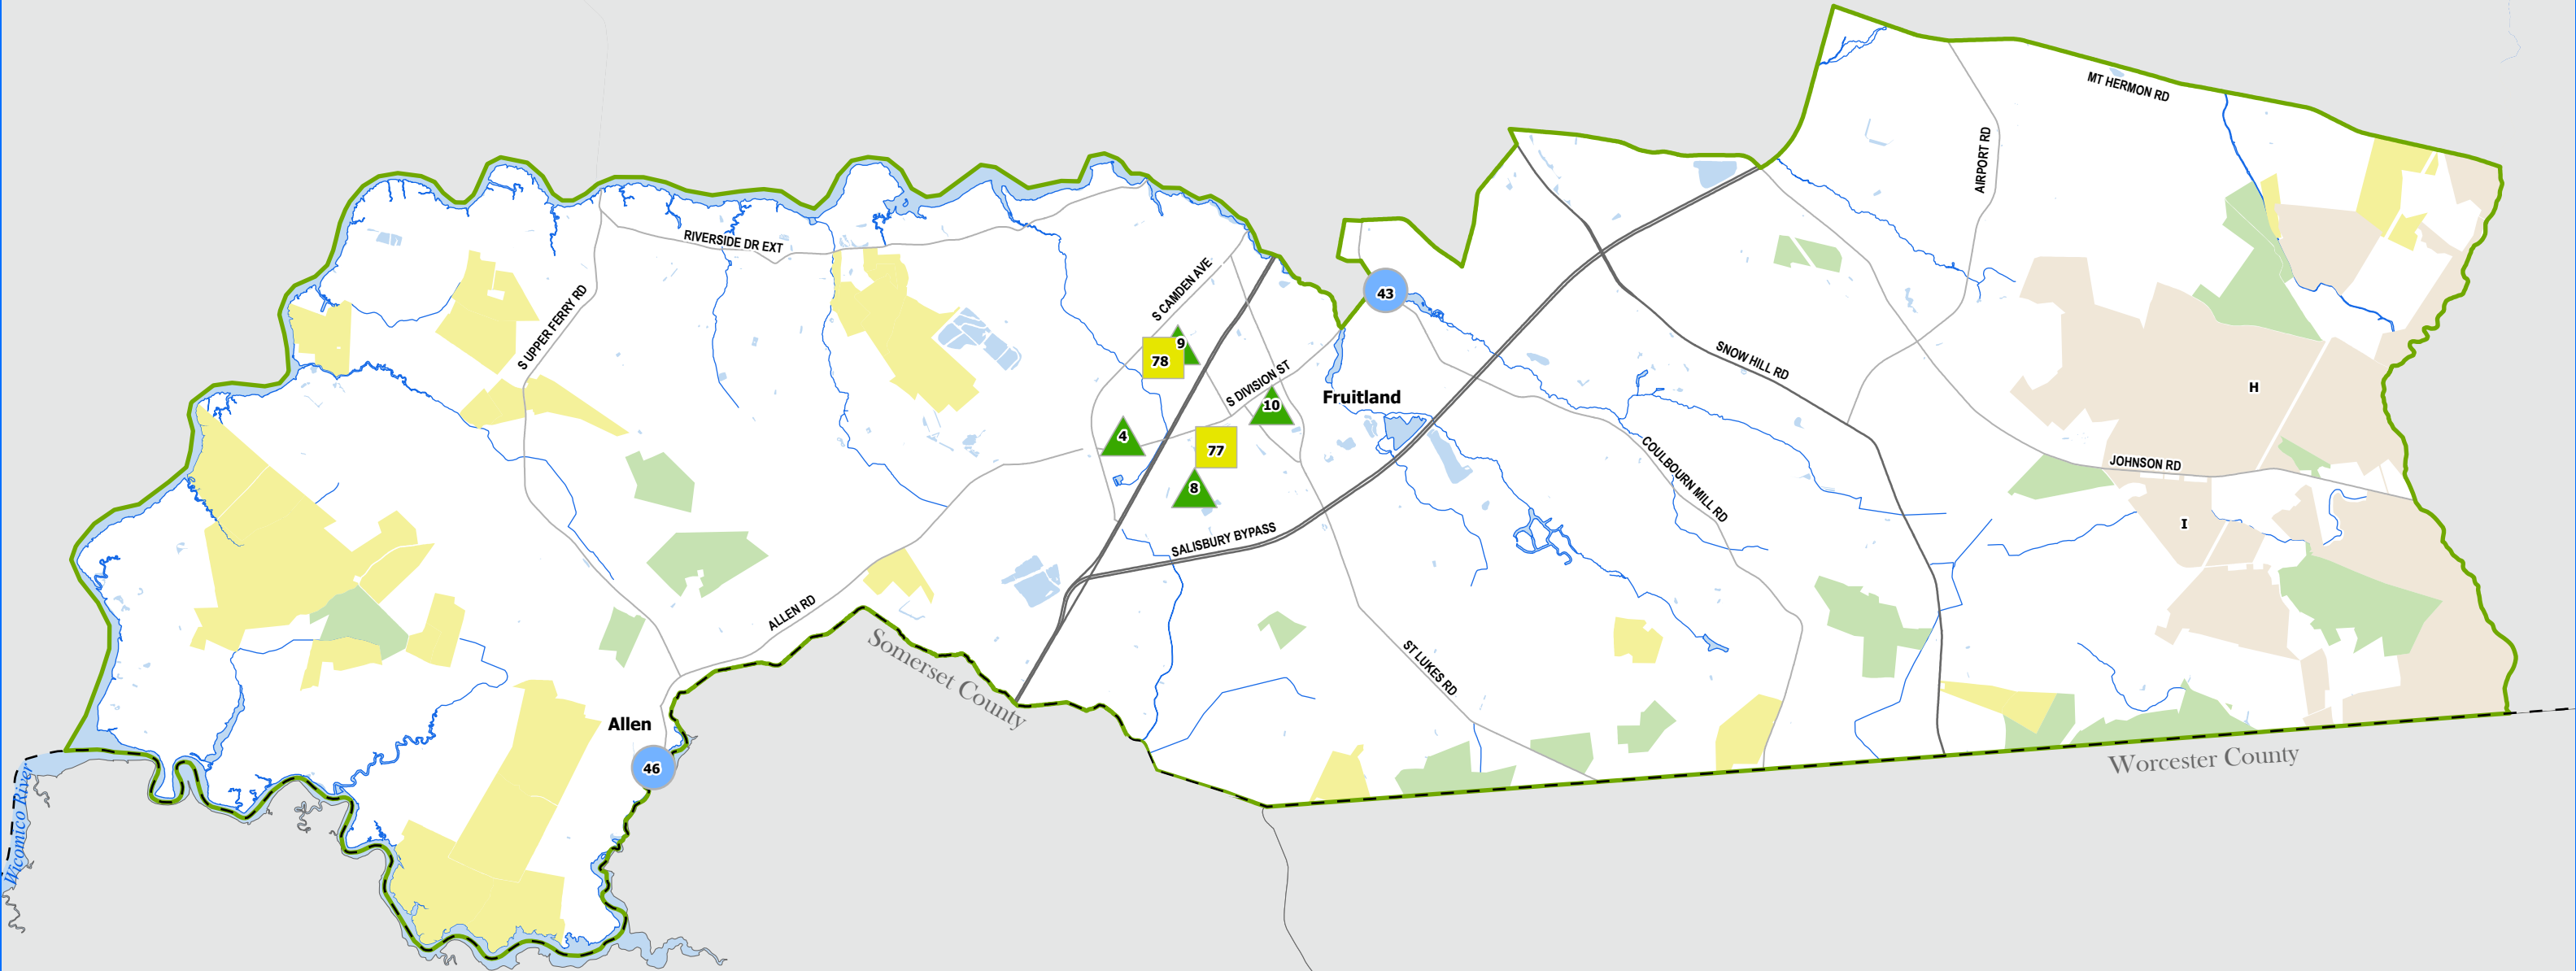 MT HERMON RD
AIRPORT RD
RIVERSIDE DR EXT
S CAMDEN AVE
43
S UPPER FERRY RD
9
78
SNOW HILL RD
S DIVISION ST
H
Fruitland
10
4
77
COULBOURN MILL RD
JOHNSON RD
8
I
SALISBURY BYPASS
ALLEN RD
Somerset County
ST LUKES RD
Allen
46
Worcester County
Wicomico River